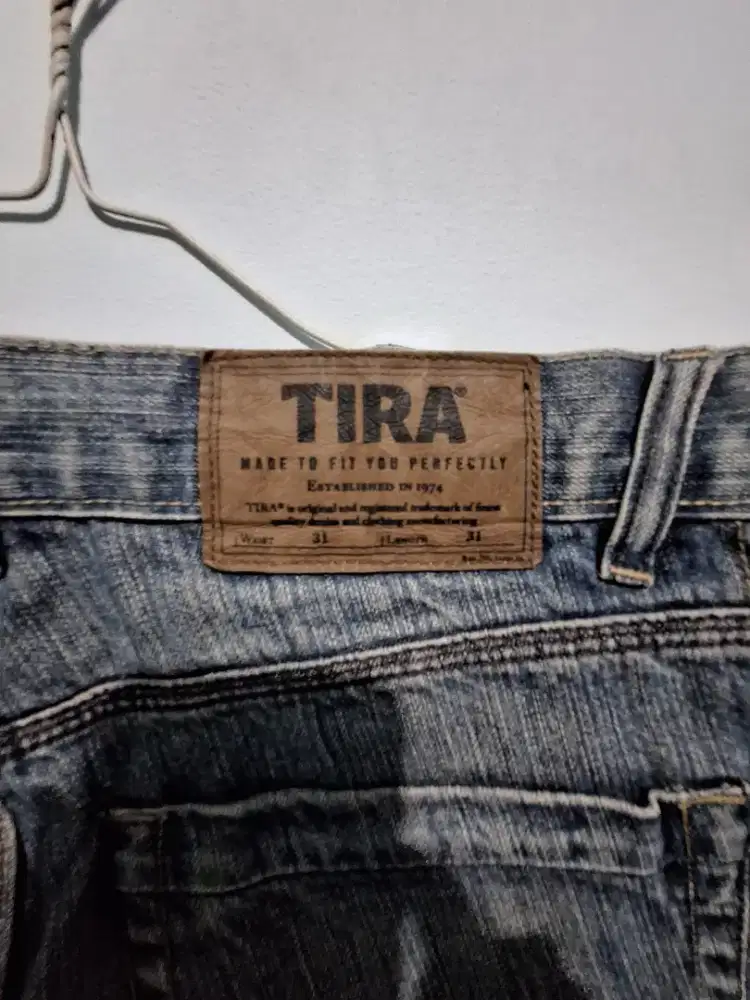 TIRA®
MADE TO FIT YOU PERFECTLY
ESTABLISHED IN 1974
TIRA® is original and registered trademark of finest
quality denim and clothing manufacturing
Waist 31 Length 31